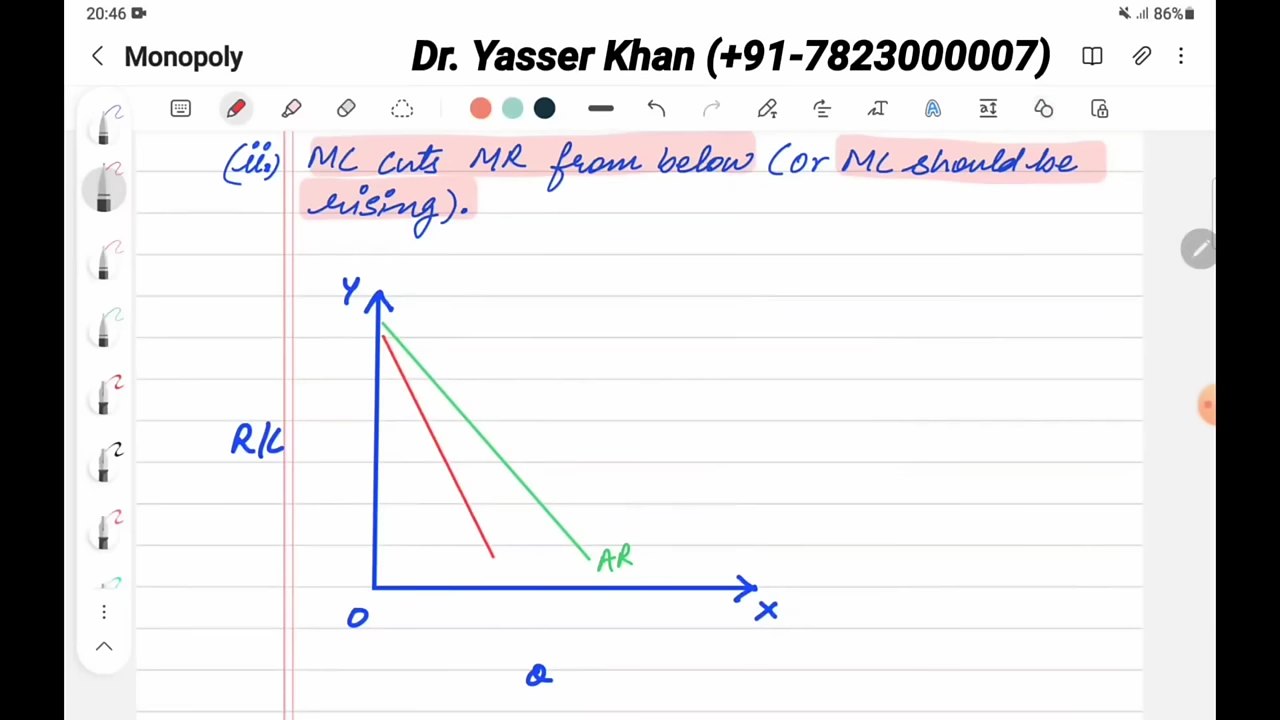 20:46
86%
Monopoly
Dr. Yasser Khan (+91-7823000007)
(ii.) MC cuts MR from below (or MC should be
rising).
Y
R/C
AR
O
X
Q